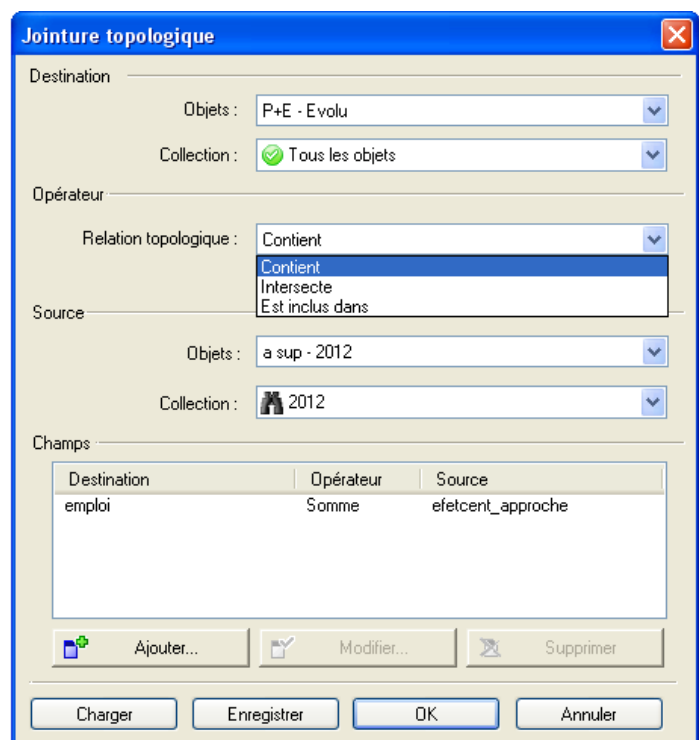 Jointure topologique
Destination
Objets : P+E - Evolu
Collection : Tous les objets
Opérateur
Relation topologique : Contient
Contient
Intersecte
Est inclus dans
Source
Objets : a sup - 2012
Collection : 2012
Champs
Destination Opérateur Source
emploi Somme efetcent_approche
Ajouter... Modifier... Supprimer
Charger Enregistrer OK Annuler